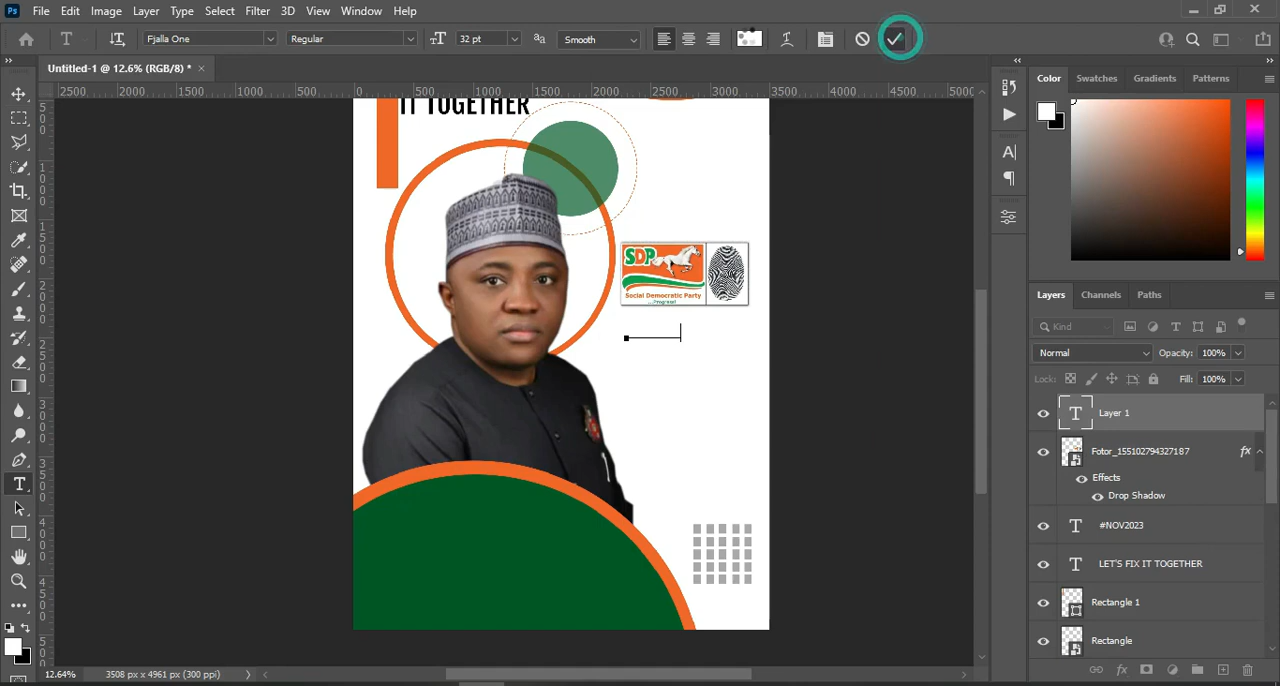 Ps File Edit Image Layer Type Select Filter 3D View Window Help
T Fjalla One Regular 32 pt Smooth
Untitled-1 @ 12.6% (RGB/8) *
2500 2000 1500 1000 500 0 500 1000 1500 2000 2500 3000 3500 4000 4500 5000
IT TOGETHER
SDP
Social Democratic Party
...Progress!
Color Swatches Gradients Patterns
Layers Channels Paths
Kind
Normal Opacity: 100%
Lock: Fill: 100%
T Layer 1
Fotor_155102794327187 fx
Effects
Drop Shadow
T #NOV2023
T LET'S FIX IT TOGETHER
Rectangle 1
Rectangle
12.64% 3508 px x 4961 px (300 ppi)